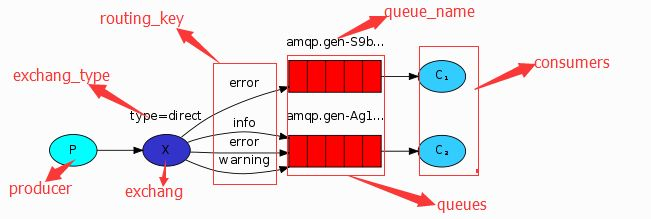 routing_key
queue_name
amqp.gen-S9b...
exchang_type
error
C₁
consumers
type=direct
info
amqp.gen-Ag1...
P
X
error
warning
C₂
producer
exchang
queues